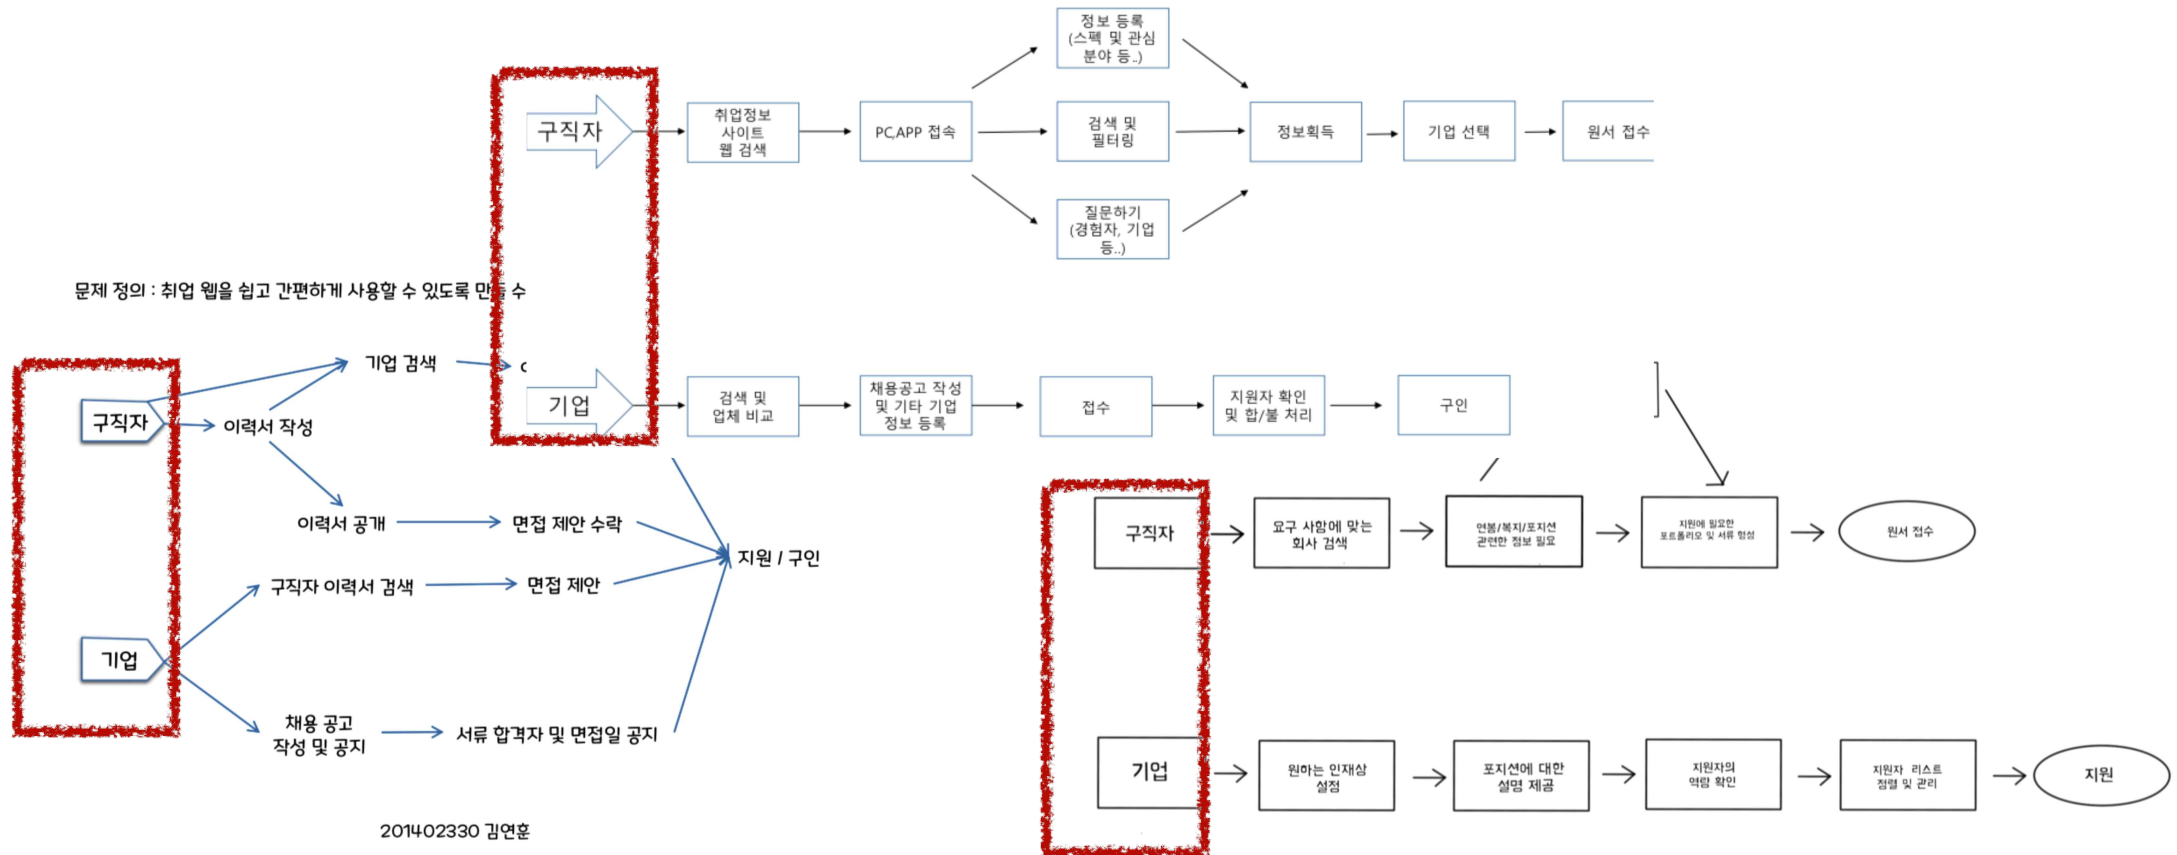 정보 등록
(스펙 및 관심
분야 등..)
구직자
취업정보
사이트
웹 검색
PC,APP 접속
검색 및
필터링
정보획득
기업 선택
원서 접수
질문하기
(경험자, 기업
등..)
문제 정의 : 취업 웹을 쉽고 간편하게 사용할 수 있도록 만들 수
기업
검색 및
업체 비교
채용공고 작성
및 기타 기업
정보 등록
접수
지원자 확인
및 합/불 처리
구인
구직자
기업 검색
이력서 작성
이력서 공개
면접 제안 수락
지원 / 구인
구직자 이력서 검색
면접 제안
기업
채용 공고
작성 및 공지
서류 합격자 및 면접일 공지
201402330 김연훈
구직자
요구 사항에 맞는
회사 검색
연봉/복지/포지션
관련한 정보 필요
지원에 필요한
포트폴리오 및 서류 형성
원서 접수
기업
원하는 인재상
설정
포지션에 대한
설명 제공
지원자의
역량 확인
지원자 리스트
정렬 및 관리
지원